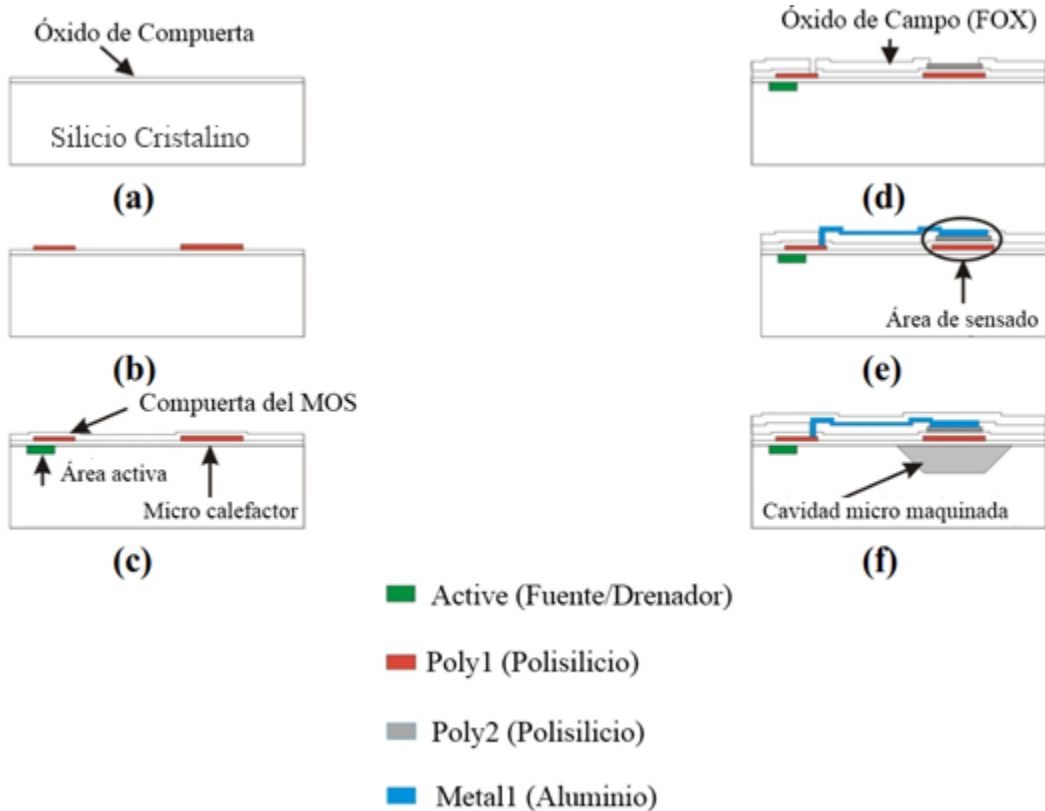 Óxido de Compuerta
Silicio Cristalino
(a)
(b)
Compuerta del MOS
Área activa
Micro calefactor
(c)
Óxido de Campo (FOX)
(d)
Área de sensado
(e)
Cavidad micro maquinada
(f)
Active (Fuente/Drenador)
Poly1 (Polisilicio)
Poly2 (Polisilicio)
Metal1 (Aluminio)